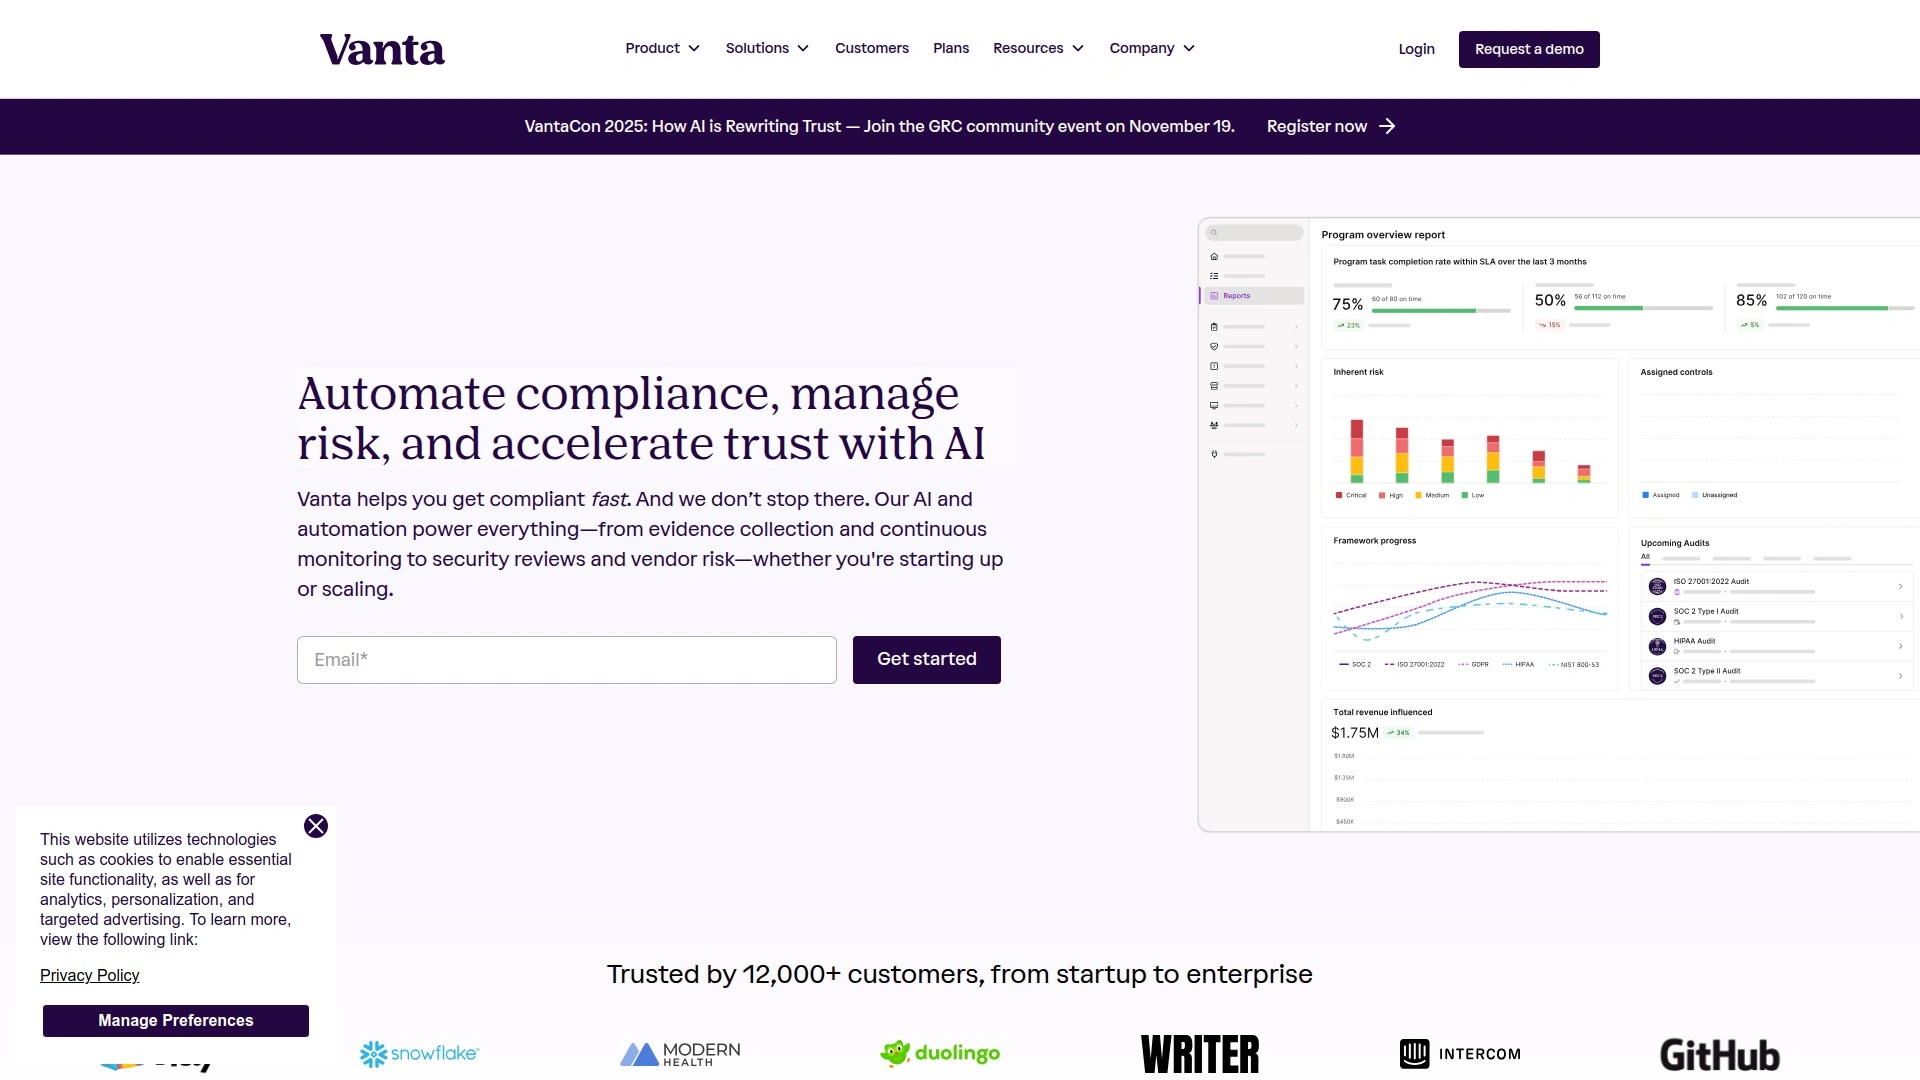 Vanta
Product
Solutions
Customers
Plans
Resources
Company
Login
Request a demo
VantaCon 2025: How AI is Rewriting Trust — Join the GRC community event on November 19.
Register now
Automate compliance, manage
risk, and accelerate trust with AI
Vanta helps you get compliant fast. And we don’t stop there. Our AI and
automation power everything—from evidence collection and continuous
monitoring to security reviews and vendor risk—whether you're starting up
or scaling.
Email*
Get started
Reports
Program overview report
Program task completion rate within SLA over the last 3 months
75%
60 of 80 on time
23%
50%
56 of 112 on time
15%
85%
102 of 120 on time
5%
Inherent risk
Critical
High
Medium
Low
Assigned controls
Assigned
Unassigned
Framework progress
SOC 2
ISO 27001:2022
GDPR
HIPAA
NIST 800-53
Upcoming Audits
All
ISO 27001:2022 Audit
SOC 2 Type I Audit
HIPAA Audit
SOC 2 Type II Audit
Total revenue influenced
$1.75M
34%
$1.80M
$1.35M
$900K
$450K
This website utilizes technologies
such as cookies to enable essential
site functionality, as well as for
analytics, personalization, and
targeted advertising. To learn more,
view the following link:
Privacy Policy
Manage Preferences
Trusted by 12,000+ customers, from startup to enterprise
snowflake
MODERN
HEALTH
duolingo
WRITER
INTERCOM
GitHub